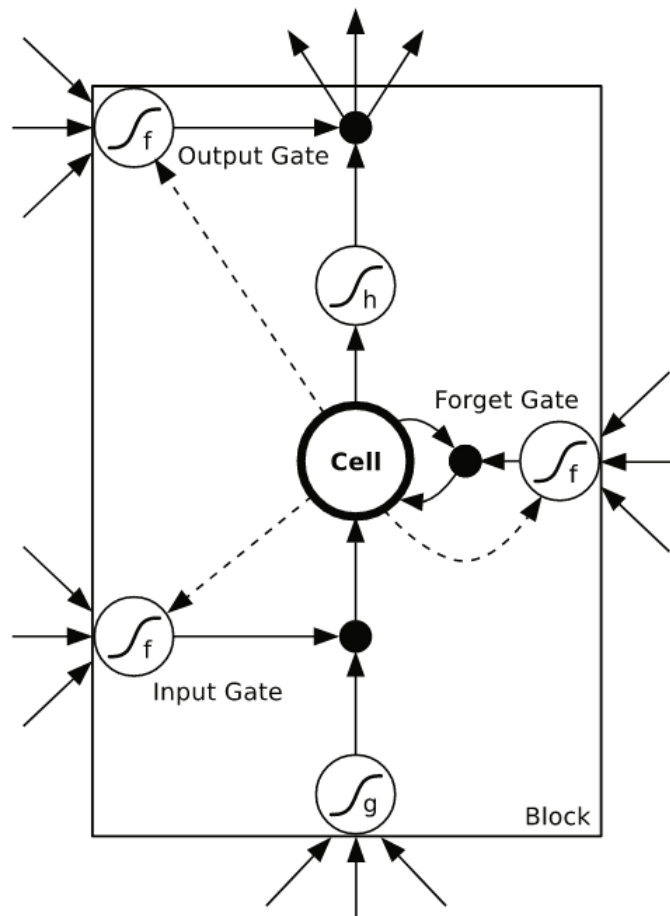 f
Output Gate
h
Forget Gate
Cell
f
f
Input Gate
g
Block